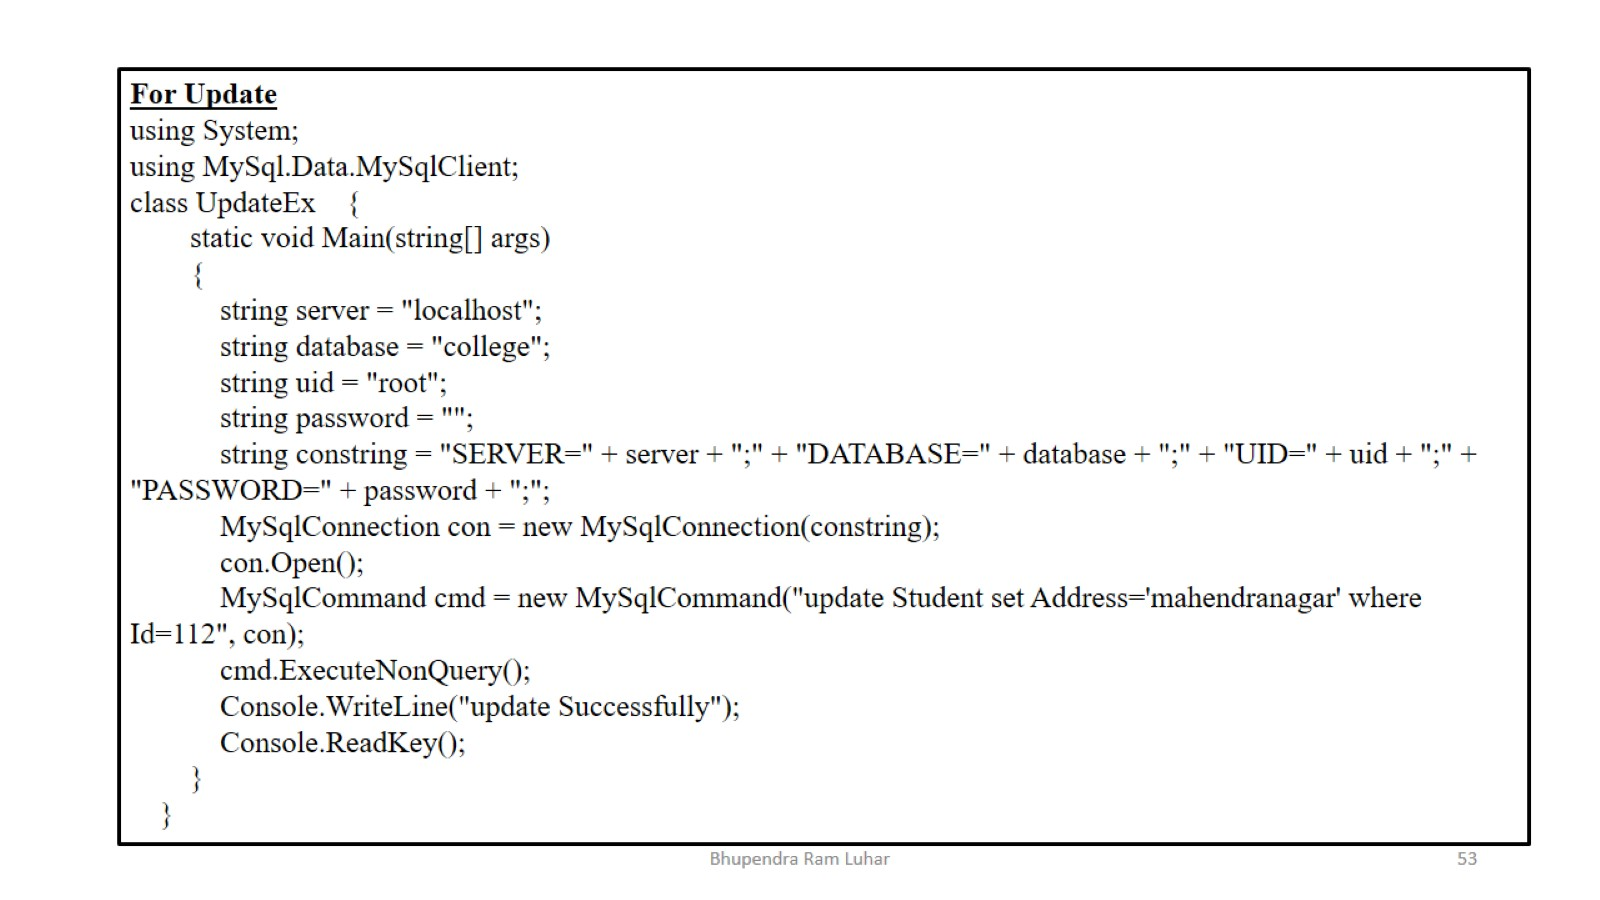 For Update
using System;
using MySql.Data.MySqlClient;
class UpdateEx    {
static void Main(string[] args)
{
string server = "localhost";
string database = "college";
string uid = "root";
string password = "";
string constring = "SERVER=" + server + ";" + "DATABASE=" + database + ";" + "UID=" + uid + ";" +
"PASSWORD=" + password + ";";
MySqlConnection con = new MySqlConnection(constring);
con.Open();
MySqlCommand cmd = new MySqlCommand("update Student set Address='mahendranagar' where
Id=112", con);
cmd.ExecuteNonQuery();
Console.WriteLine("update Successfully");
Console.ReadKey();
}
}
Bhupendra Ram Luhar
53